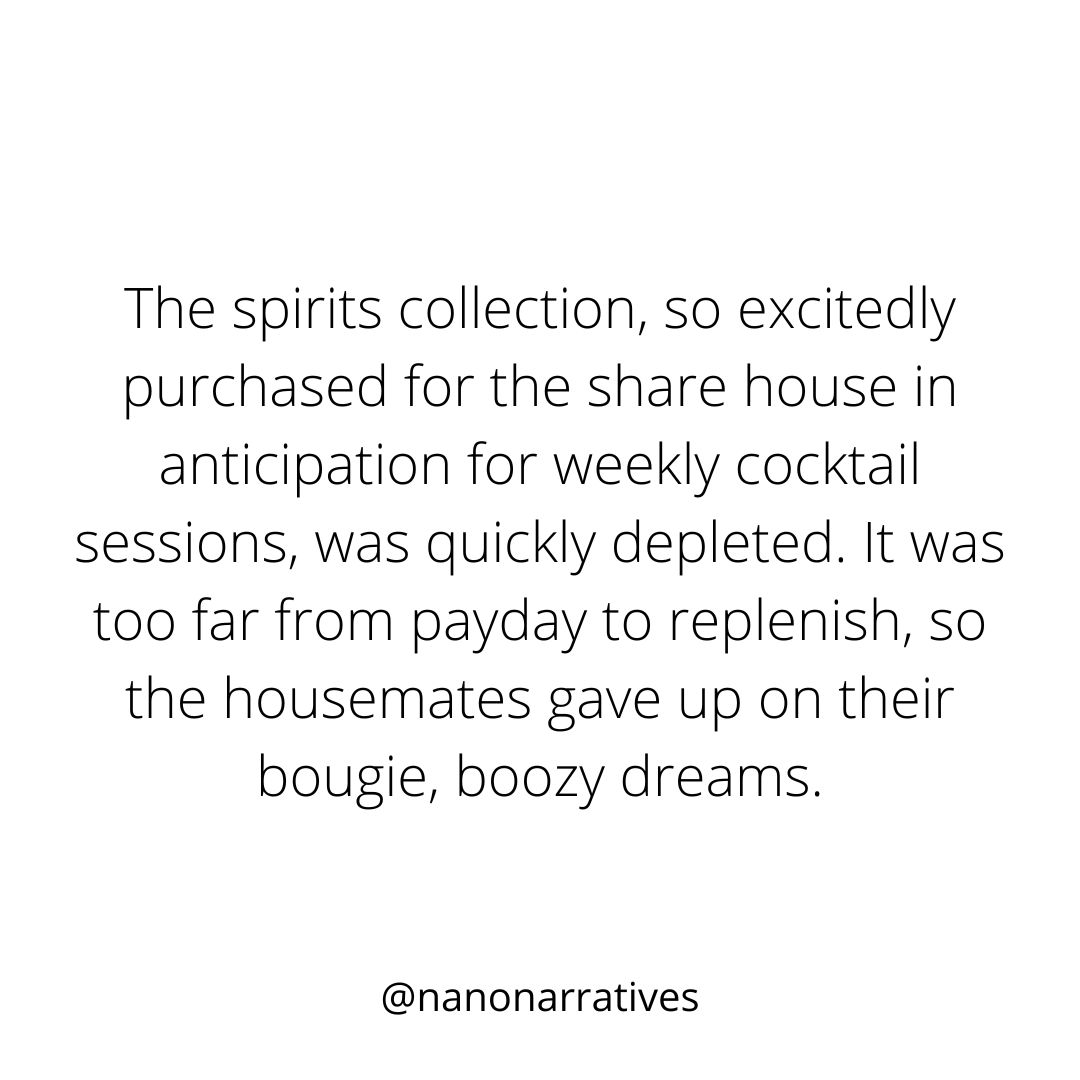 The spirits collection, so excitedly
purchased for the share house in
anticipation for weekly cocktail
sessions, was quickly depleted. It was
too far from payday to replenish, so
the housemates gave up on their
bougie, boozy dreams.
@nanonarratives